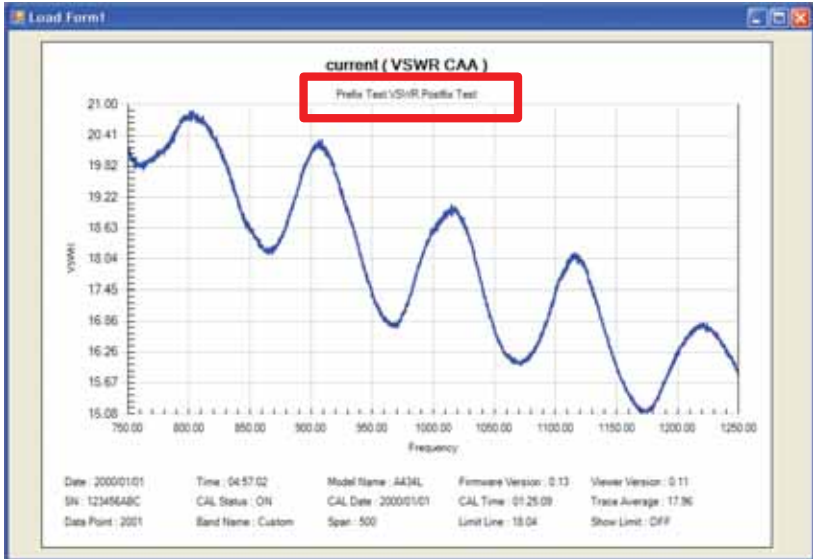 Load Form1
current ( VSWR CAA )
Prefix Test:VSWR:Postfix Test
21.00
20.41
19.82
19.22
18.63
18.04
17.45
16.86
16.26
15.67
15.08
VSWR
750.00 800.00 850.00 900.00 950.00 1000.00 1050.00 1100.00 1150.00 1200.00 1250.00
Frequency
Date : 2000/01/01 Time : 04:57:02 Model Name : A434L Firmware Version : 0.13 Viewer Version : 0.11
SN : 123456ABC CAL Status : ON CAL Date : 2000/01/01 CAL Time : 01:25:09 Trace Average : 17.96
Data Point : 2001 Band Name : Custom Span : 500 Limit Line : 18.04 Show Limit : OFF